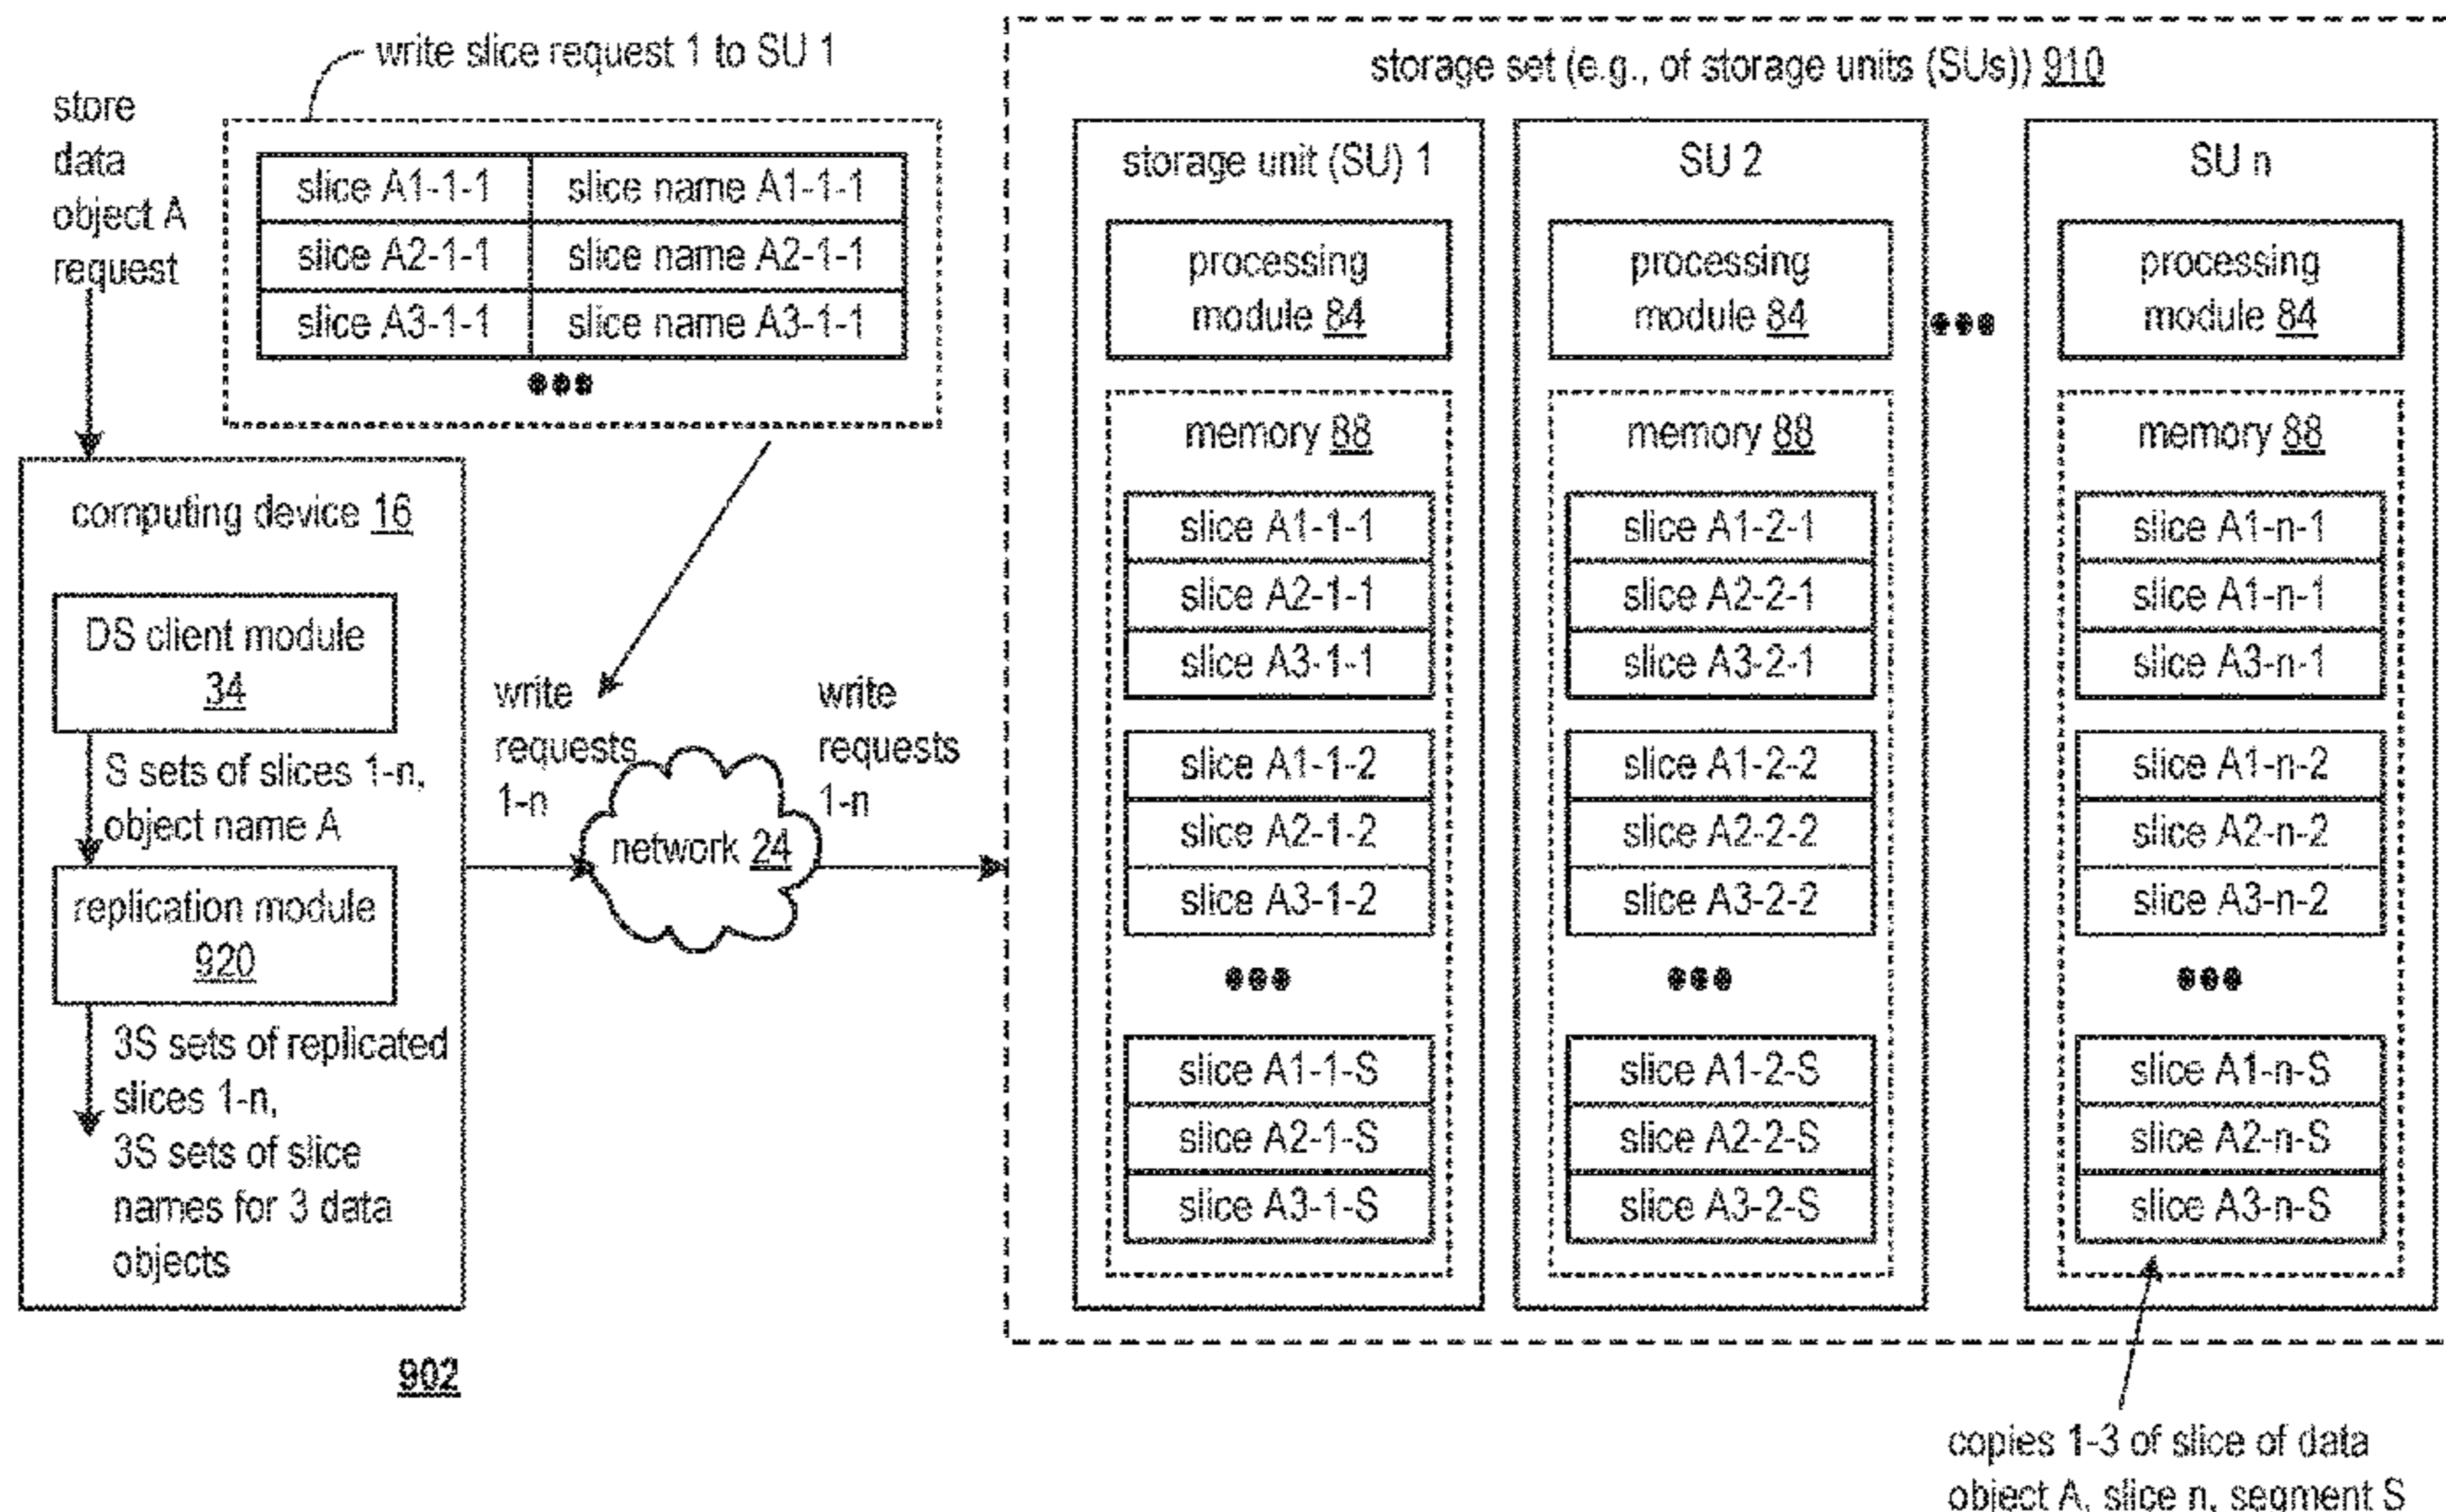 write slice request 1 to SU 1
store
data
object A
request
slice A1-1-1 slice name A1-1-1
slice A2-1-1 slice name A2-1-1
slice A3-1-1 slice name A3-1-1
computing device 16
DS client module
34
S sets of slices 1-n,
object name A
replication module
920
3S sets of replicated
slices 1-n,
3S sets of slice
names for 3 data
objects
902
write
requests
1-n
network 24
write
requests
1-n
storage set (e.g., of storage units (SUs)) 910
storage unit (SU) 1
processing
module 84
memory 88
slice A1-1-1
slice A2-1-1
slice A3-1-1
slice A1-1-2
slice A2-1-2
slice A3-1-2
slice A1-1-S
slice A2-1-S
slice A3-1-S
SU 2
processing
module 84
memory 88
slice A1-2-1
slice A2-2-1
slice A3-2-1
slice A1-2-2
slice A2-2-2
slice A3-2-2
slice A1-2-S
slice A2-2-S
slice A3-2-S
SU n
processing
module 84
memory 88
slice A1-n-1
slice A1-n-1
slice A3-n-1
slice A1-n-2
slice A2-n-2
slice A3-n-2
slice A1-n-S
slice A2-n-S
slice A3-n-S
copies 1-3 of slice of data
object A, slice n, segment S